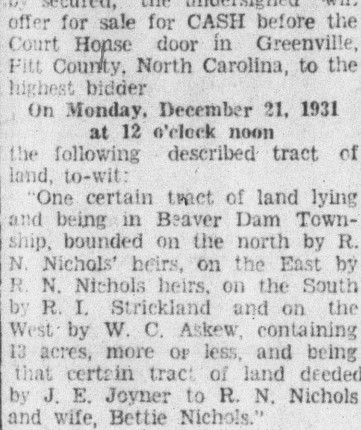 by secured, the undersigned will
offer for sale for CASH before the
Court House door in Greenville,
Pitt County, North Carolina, to the
highest bidder
On Monday, December 21, 1931
at 12 o'clock noon
the following described tract of
land, to-wit:
"One certain tract of land lying
and being in Beaver Dam Town-
ship, bounded on the north by R.
N. Nichols' heirs, on the East by
R. N. Nichols heirs, on the South
by R. I. Strickland and on the
West by W. C. Askew, containing
13 acres, more or less, and being
that certain tract of land deeded
by J. E. Joyner to R. N. Nichols
and wife, Bettie Nichols."